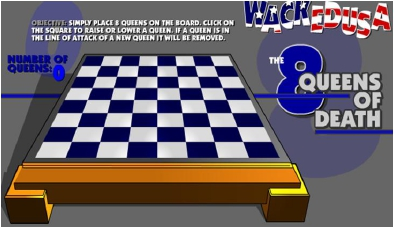 WACKEDUSA
OBJECTIVE: SIMPLY PLACE 8 QUEENS ON THE BOARD. CLICK ON
THE SQUARE TO RAISE OR LOWER A QUEEN. IF A QUEEN IS IN
THE LINE OF ATTACK OF A NEW QUEEN IT WILL BE REMOVED.
NUMBER OF
QUEENS: 0
THE
8
QUEENS
OF
DEATH